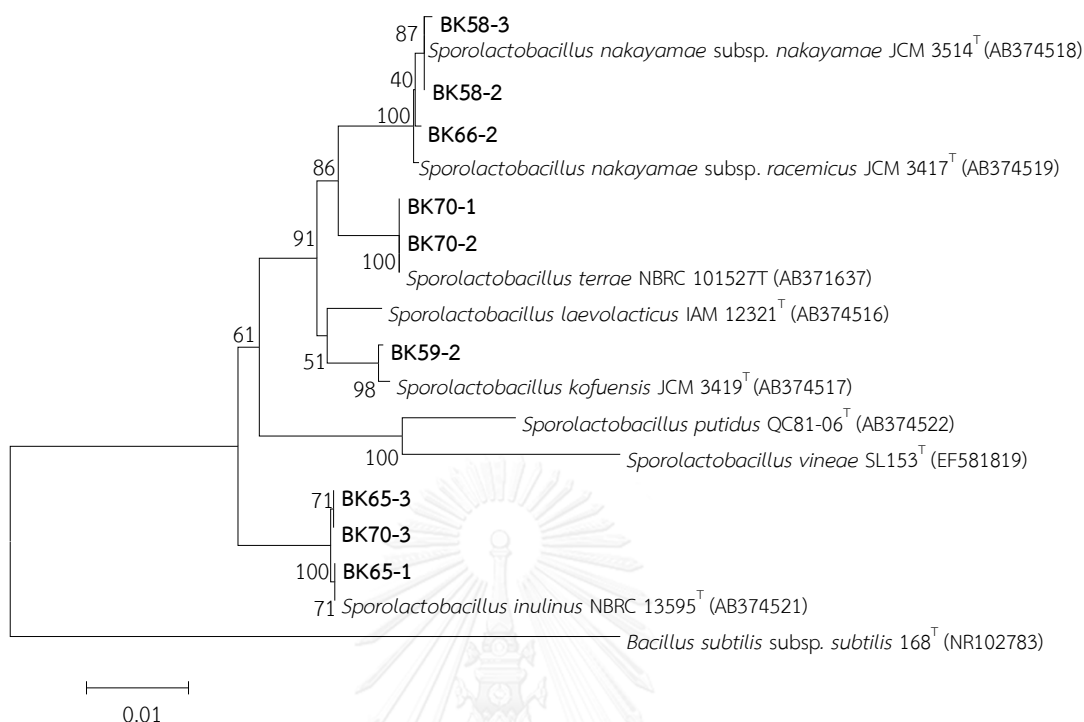 BK58-3
87
Sporolactobacillus nakayamae subsp. nakayamae JCM 3514T (AB374518)
40
BK58-2
100
BK66-2
Sporolactobacillus nakayamae subsp. racemicus JCM 3417T (AB374519)
86
BK70-1
91
BK70-2
100
Sporolactobacillus terrae NBRC 101527T (AB371637)
Sporolactobacillus laevolacticus IAM 12321T (AB374516)
61
BK59-2
51
98
Sporolactobacillus kofuensis JCM 3419T (AB374517)
Sporolactobacillus putidus QC81-06T (AB374522)
100
Sporolactobacillus vineae SL153T (EF581819)
71
BK65-3
BK70-3
100
BK65-1
71
Sporolactobacillus inulinus NBRC 13595T (AB374521)
Bacillus subtilis subsp. subtilis 168T (NR102783)
0.01